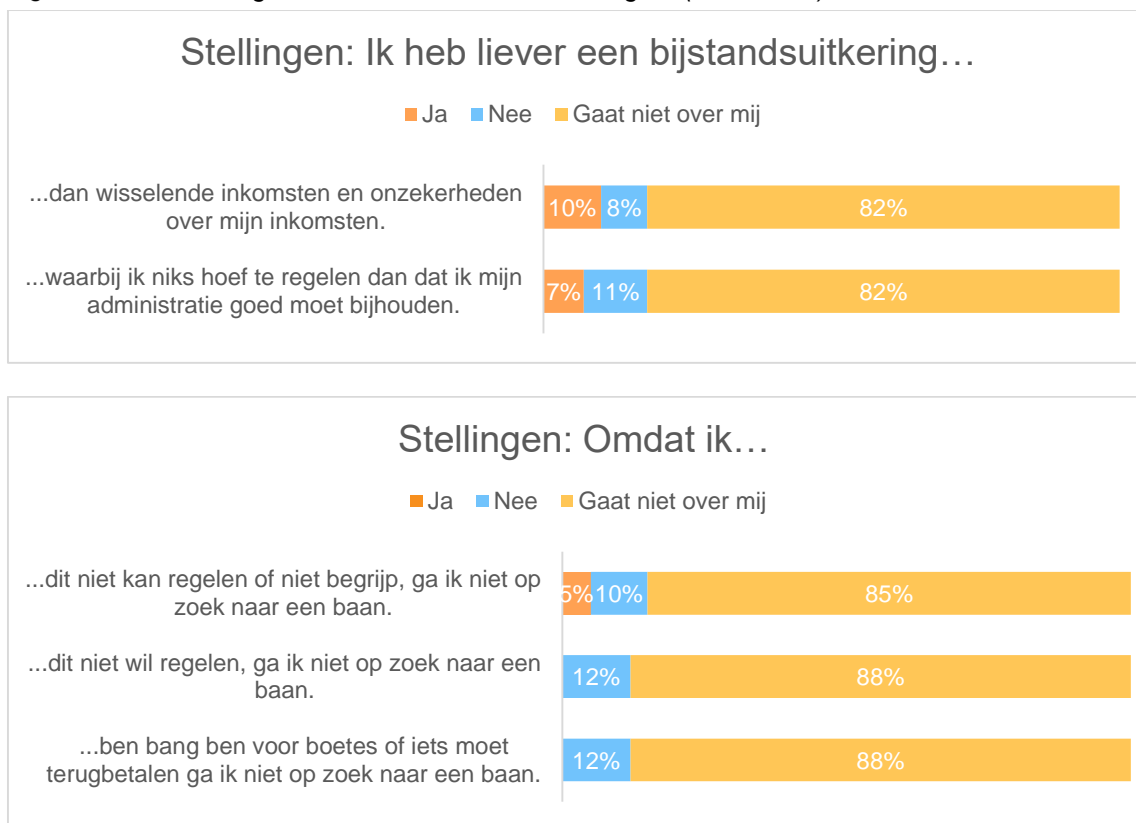 Stellingen: Ik heb liever een bijstandsuitkering…
Ja Nee Gaat niet over mij
...dan wisselende inkomsten en onzekerheden
over mijn inkomsten.
10% 8% 82%
...waarbij ik niks hoef te regelen dan dat ik mijn
administratie goed moet bijhouden.
7% 11% 82%
Stellingen: Omdat ik…
Ja Nee Gaat niet over mij
...dit niet kan regelen of niet begrijp, ga ik niet op
zoek naar een baan.
5% 10% 85%
...dit niet wil regelen, ga ik niet op zoek naar een
baan.
12% 88%
...ben bang ben voor boetes of iets moet
terugbetalen ga ik niet op zoek naar een baan.
12% 88%